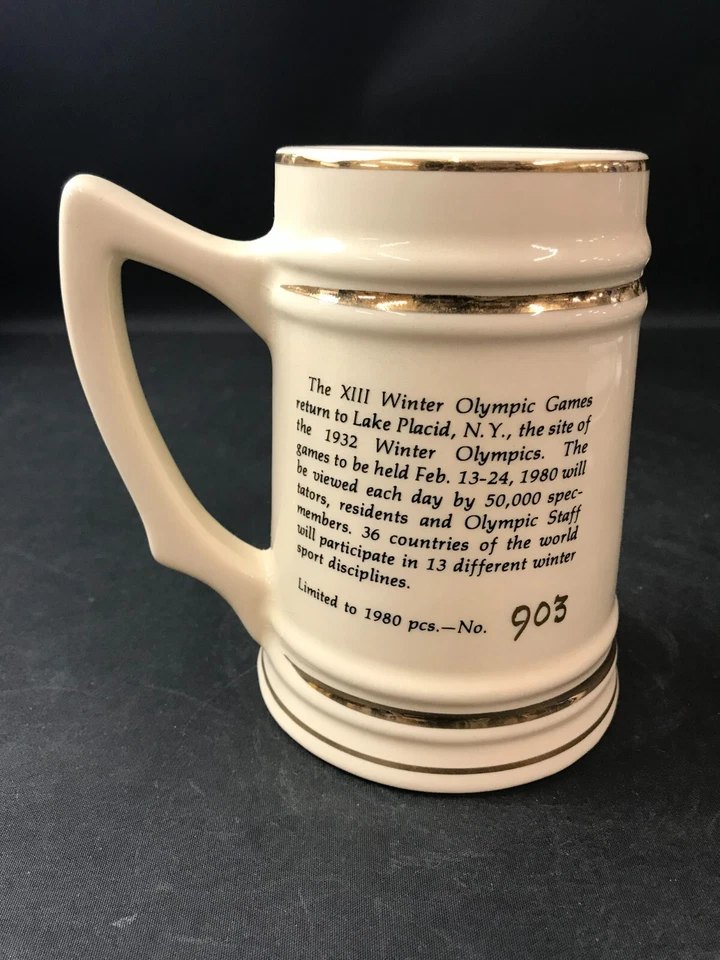 The XIII Winter Olympic Games
return to Lake Placid, N.Y., the site of
the 1932 Winter Olympics. The
games to be held Feb. 13-24, 1980 will
be viewed each day by 50,000 spec-
tators, residents and Olympic Staff
members. 36 countries of the world
will participate in 13 different winter
sport disciplines.
Limited to 1980 pcs.—No. 903